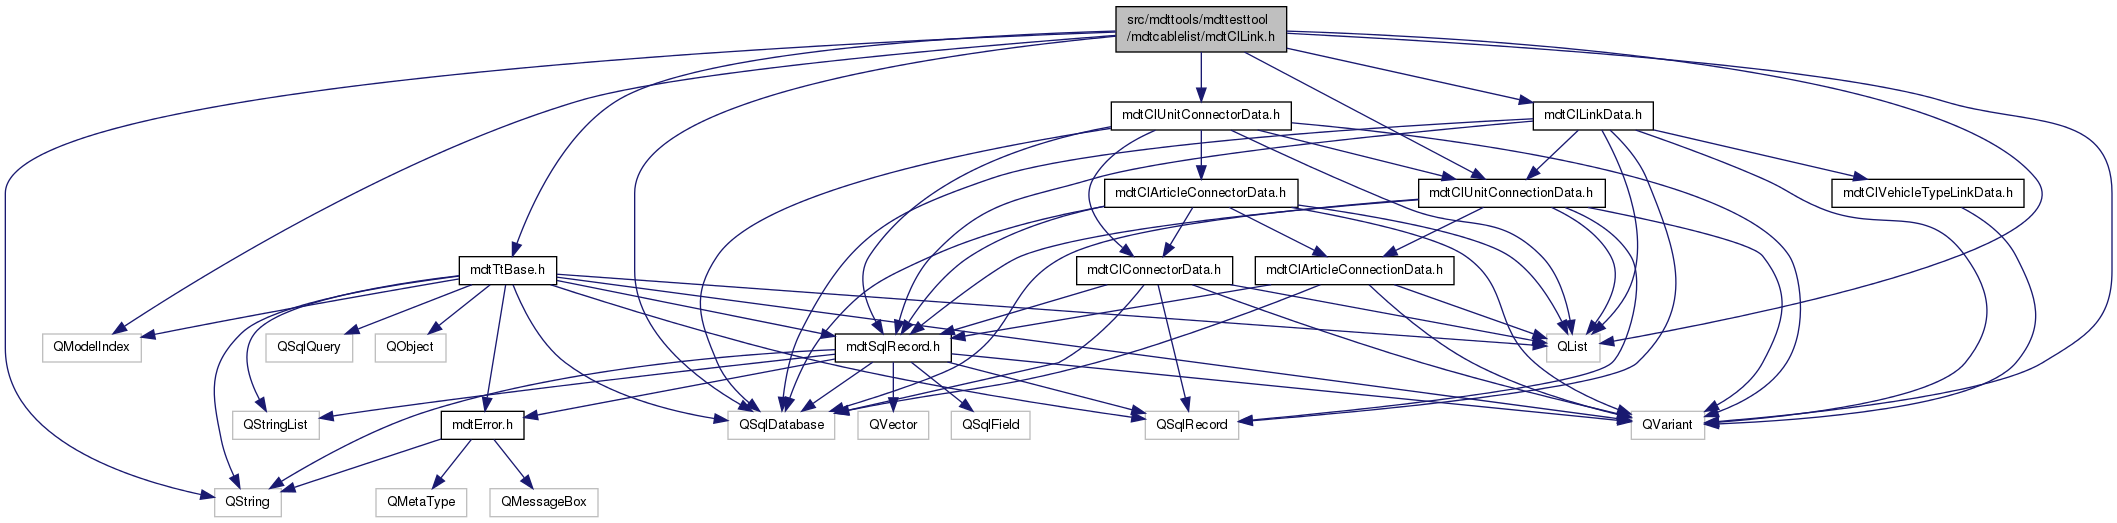 src/mdttools/mdttesttool
/mdtcablelist/mdtClLink.h
mdtClUnitConnectorData.h
mdtClLinkData.h
mdtClArticleConnectorData.h
mdtClUnitConnectionData.h
mdtClVehicleTypeLinkData.h
mdtTtBase.h
mdtClConnectorData.h
mdtClArticleConnectionData.h
QModelIndex
QSqlQuery
QObject
mdtSqlRecord.h
QList
QStringList
mdtError.h
QSqlDatabase
QVector
QSqlField
QSqlRecord
QVariant
QString
QMetaType
QMessageBox